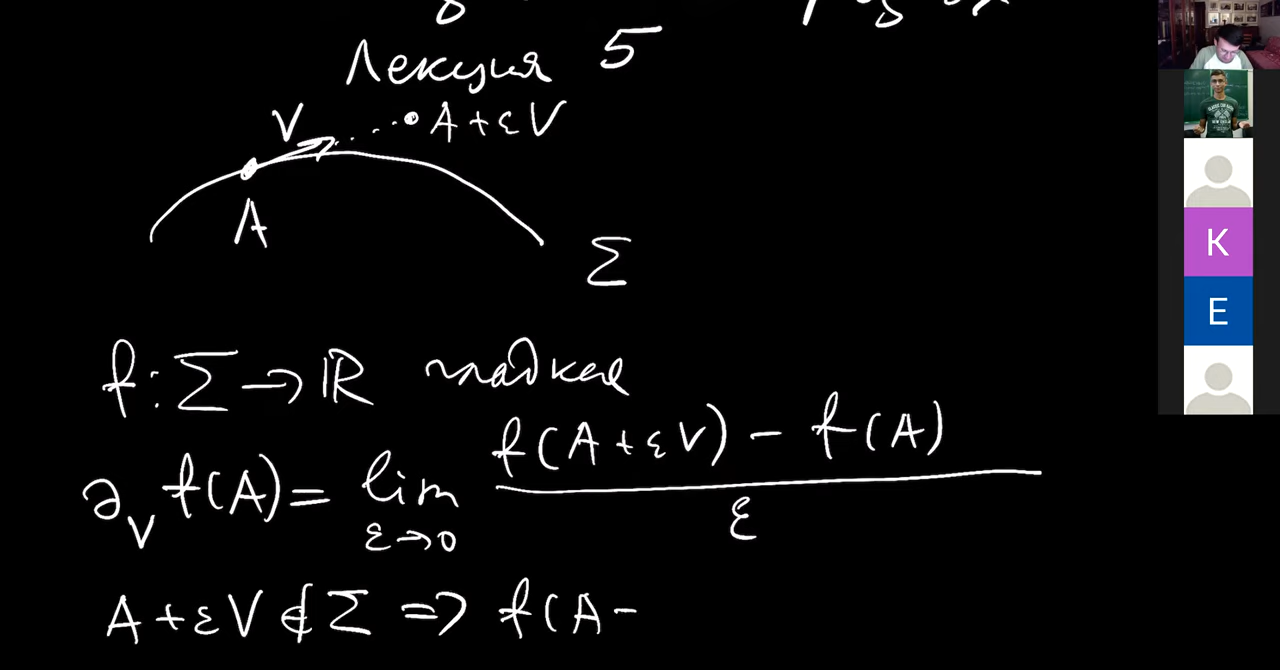 Лекция 5
V A + εV
A
Σ
f : Σ → ℝ гладкая
∂_V f(A) = lim_{ε→0} (f(A + εV) − f(A)) / ε
A + εV ∉ Σ ⇒ f(A −
K
E